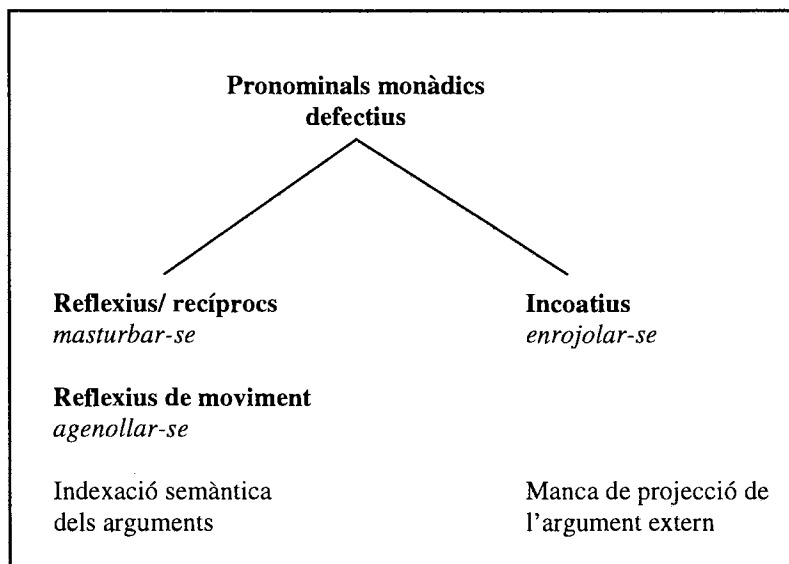 Pronominals monàdics
defectius
Reflexius/ recíprocs
masturbar-se
Reflexius de moviment
agenollar-se
Indexació semàntica
dels arguments
Incoatius
enrojolar-se
Manca de projecció de
l'argument extern